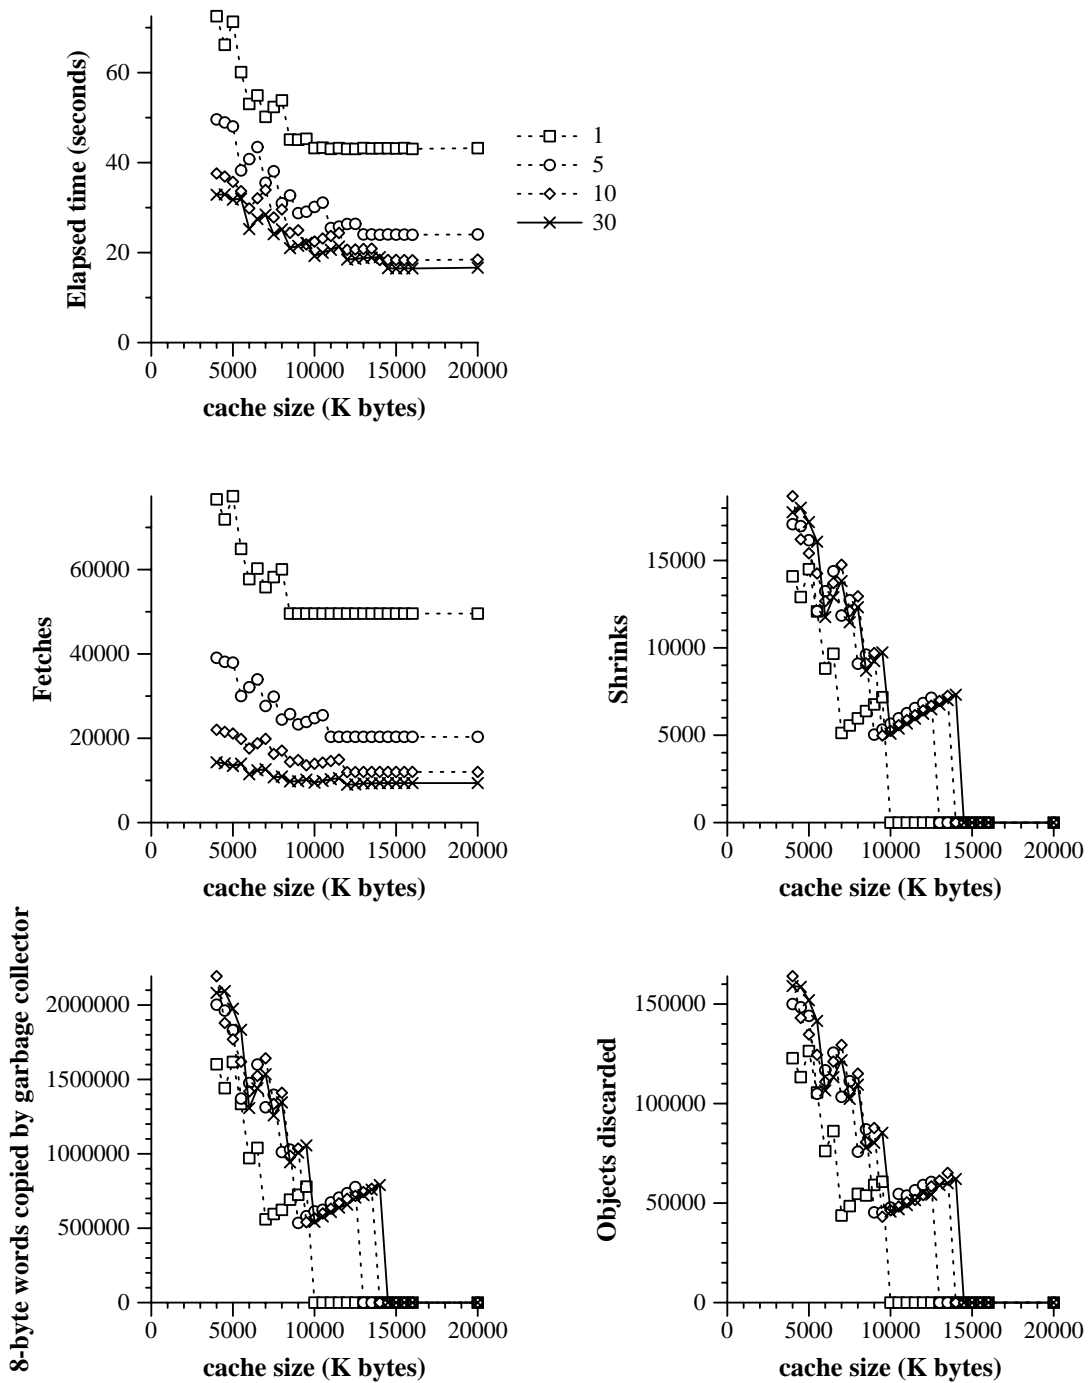 60
40
20
0
Elapsed time (seconds)
0 5000 10000 15000 20000
cache size (K bytes)
1
5
10
30
60000
40000
20000
0
Fetches
0 5000 10000 15000 20000
cache size (K bytes)
15000
10000
5000
0
Shrinks
0 5000 10000 15000 20000
cache size (K bytes)
2000000
1500000
1000000
500000
0
8-byte words copied by garbage collector
0 5000 10000 15000 20000
cache size (K bytes)
150000
100000
50000
0
Objects discarded
0 5000 10000 15000 20000
cache size (K bytes)